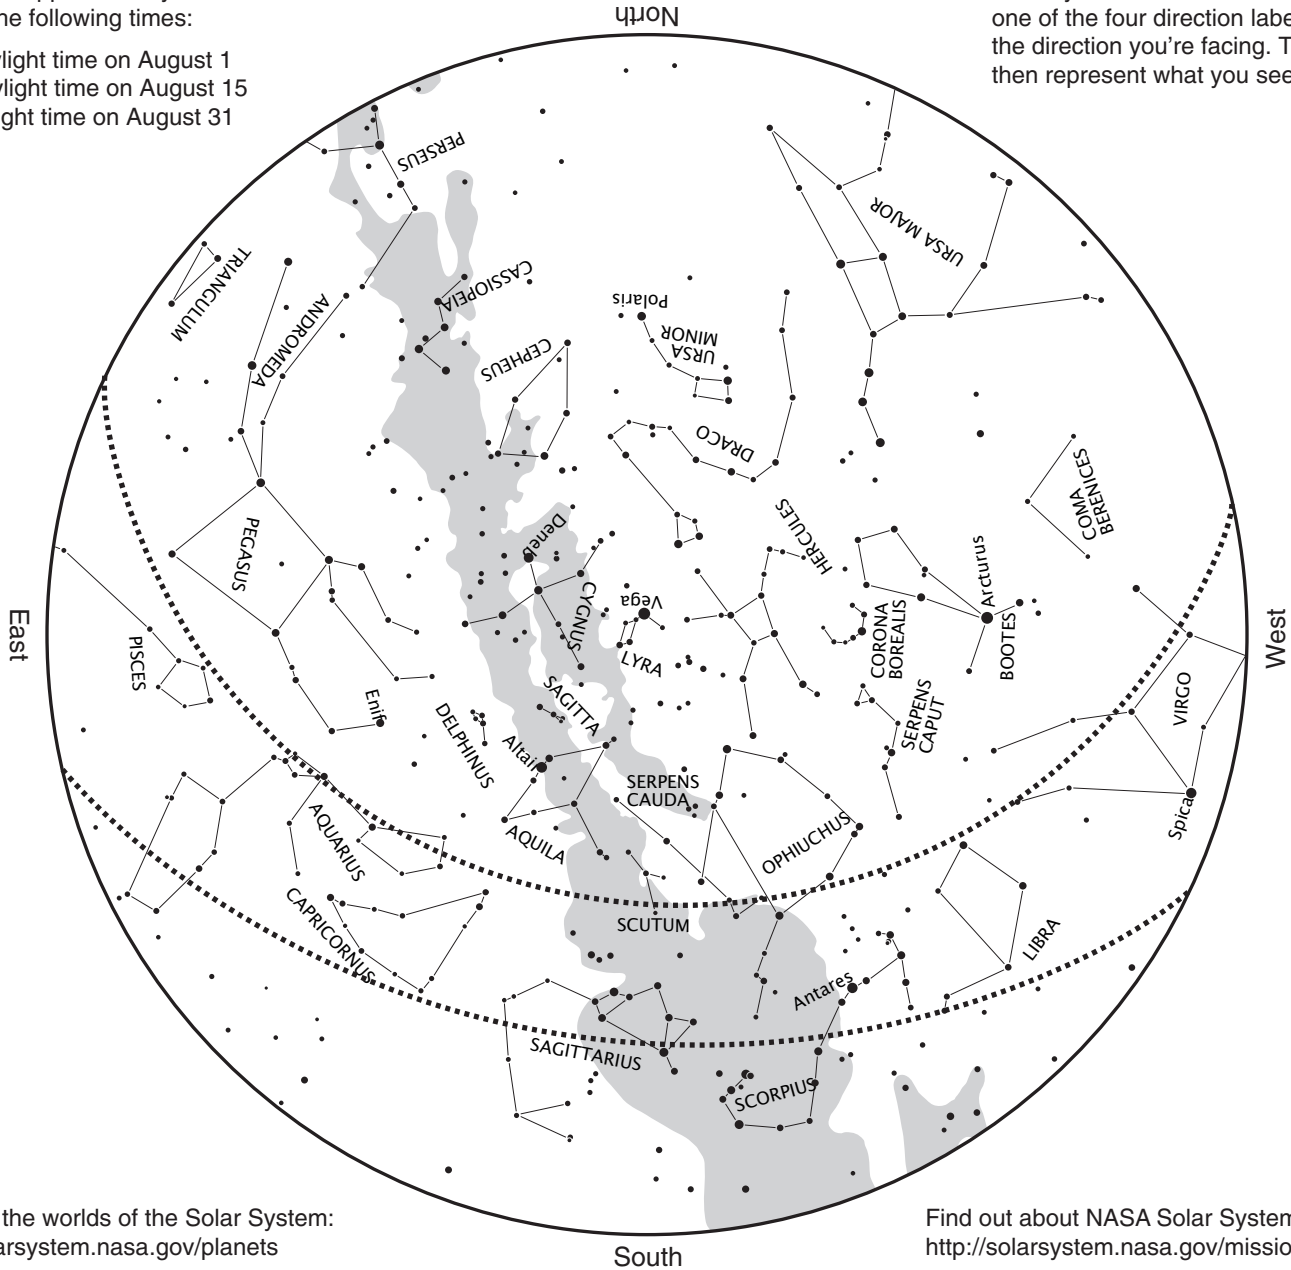 he following times:
light time on August 1
light time on August 15
ght time on August 31
North
one of the four direction labe
the direction you're facing. T
then represent what you see
PERSEUS
TRIANGULUM
ANDROMEDA
CASSIOPEIA
CEPHEUS
Polaris
URSA
MINOR
URSA MAJOR
DRACO
COMA
BERENICES
HERCULES
PEGASUS
Deneb
CYGNUS
Vega
LYRA
Arcturus
BOOTES
CORONA
BOREALIS
East
West
PISCES
Enif
DELPHINUS
SAGITTA
Altair
SERPENS
CAPUT
VIRGO
Spica
SERPENS
CAUDA
AQUILA
AQUARIUS
OPHIUCHUS
CAPRICORNUS
SCUTUM
LIBRA
Antares
SAGITTARIUS
SCORPIUS
the worlds of the Solar System:
arsystem.nasa.gov/planets
South
Find out about NASA Solar System
http://solarsystem.nasa.gov/missio